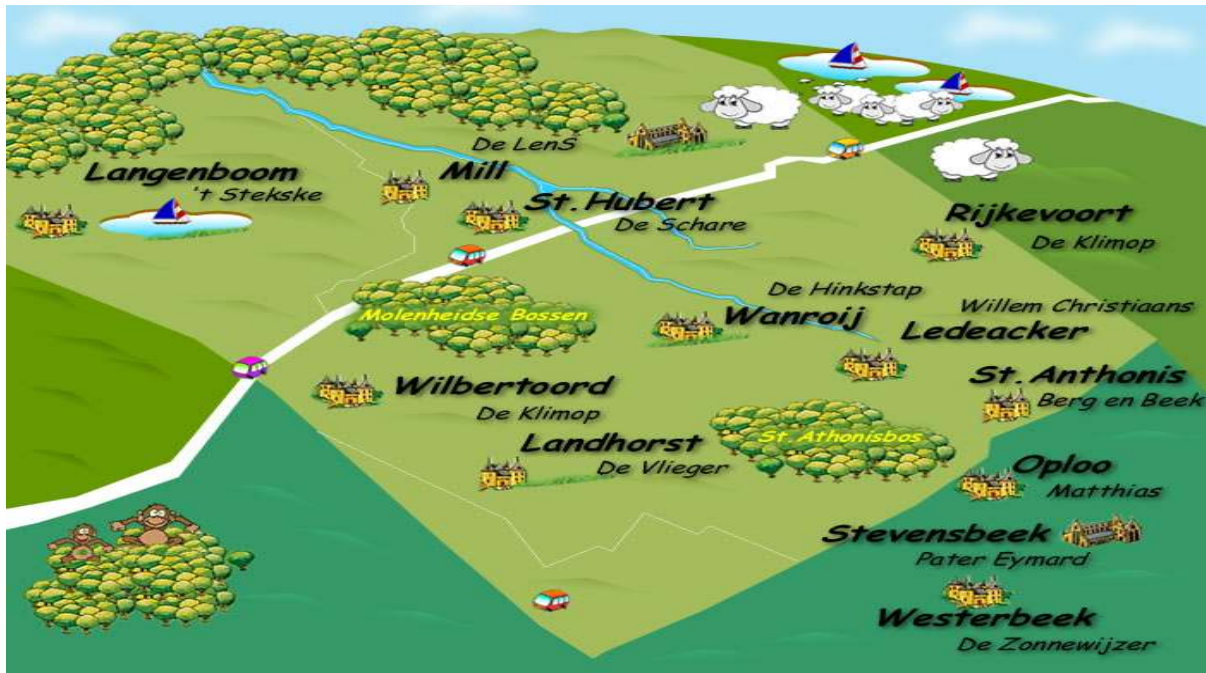 De LenS
Mill
Langenboom
't Stekske
St. Hubert
De Schare
Rijkevoort
De Klimop
De Hinkstap
Wanroij
Willem Christiaans
Ledeacker
Molenheidse Bossen
Wilbertoord
De Klimop
St. Anthonis
Berg en Beek
Landhorst
De Vlieger
St. Athonisbos
Oploo
Matthias
Stevensbeek
Pater Eymard
Westerbeek
De Zonnewijzer